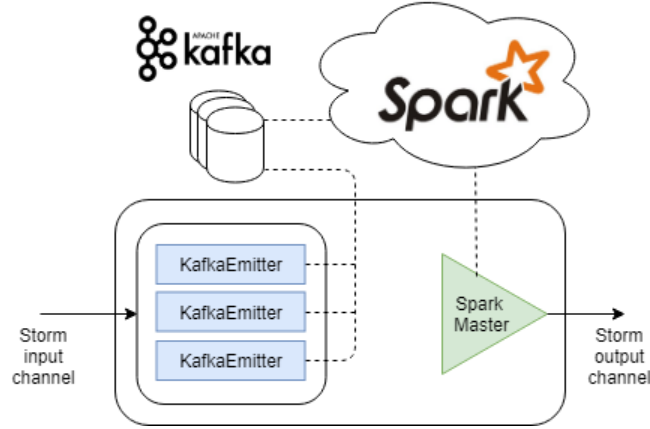 APACHE
kafka
Spark
KafkaEmitter
KafkaEmitter
KafkaEmitter
Spark
Master
Storm
input
channel
Storm
output
channel